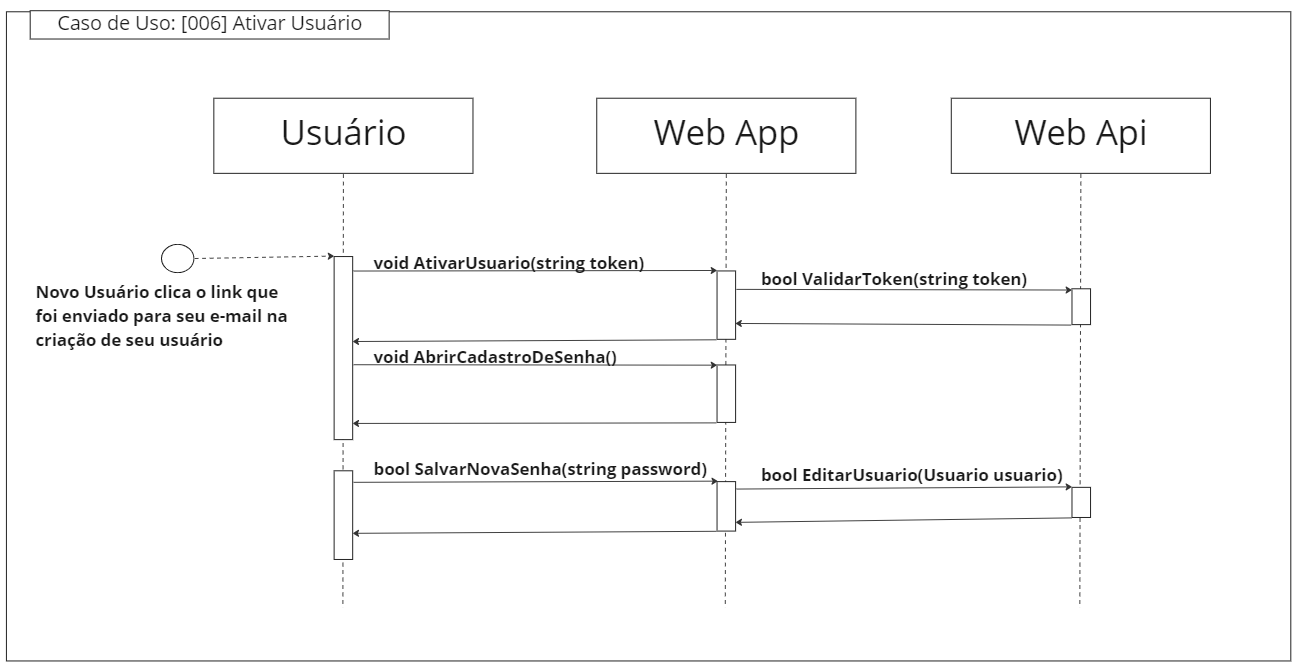 Caso de Uso: [006] Ativar Usuário
Usuário
Web App
Web Api
void AtivarUsuario(string token)
bool ValidarToken(string token)
Novo Usuário clica o link que
foi enviado para seu e-mail na
criação de seu usuário
void AbrirCadastroDeSenha()
bool SalvarNovaSenha(string password)
bool EditarUsuario(Usuario usuario)